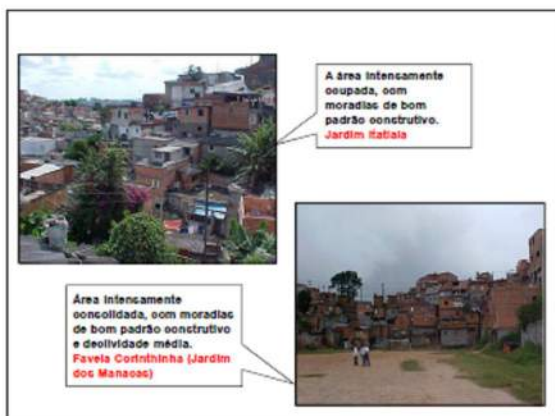 A área intensamente
ocupada, com
moradias de bom
padrão construtivo.
Jardim Itatiaia
Área intensamente
consolidada, com moradias
de bom padrão construtivo
e declividade média.
Favela Corinthinha (Jardim
dos Manacas)